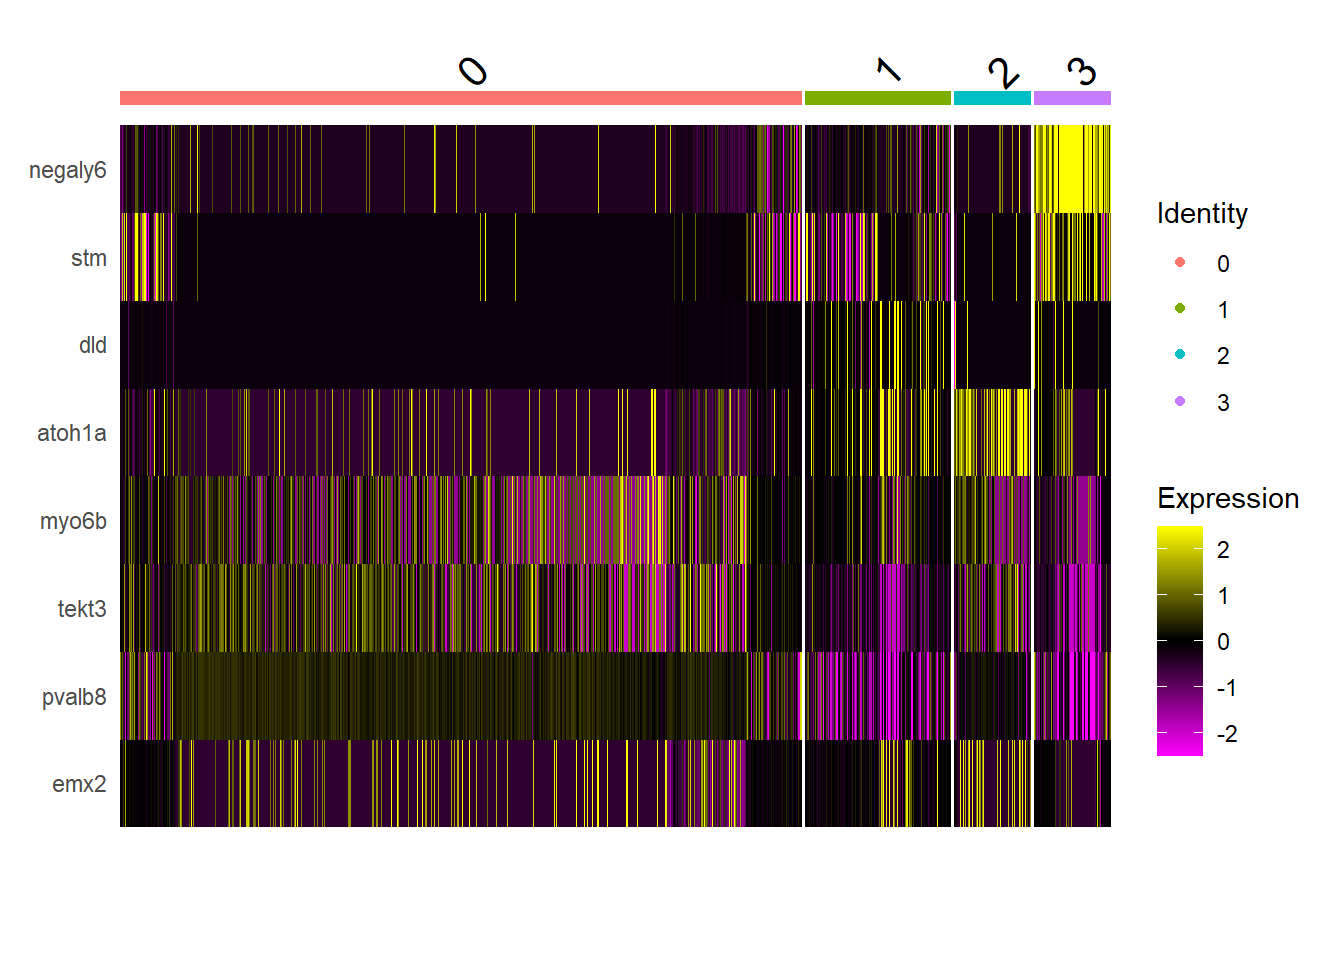 0 1 2 3
negaly6
stm
dld
atoh1a
myo6b
tekt3
pvalb8
emx2
Identity
0
1
2
3
Expression
2
1
0
-1
-2